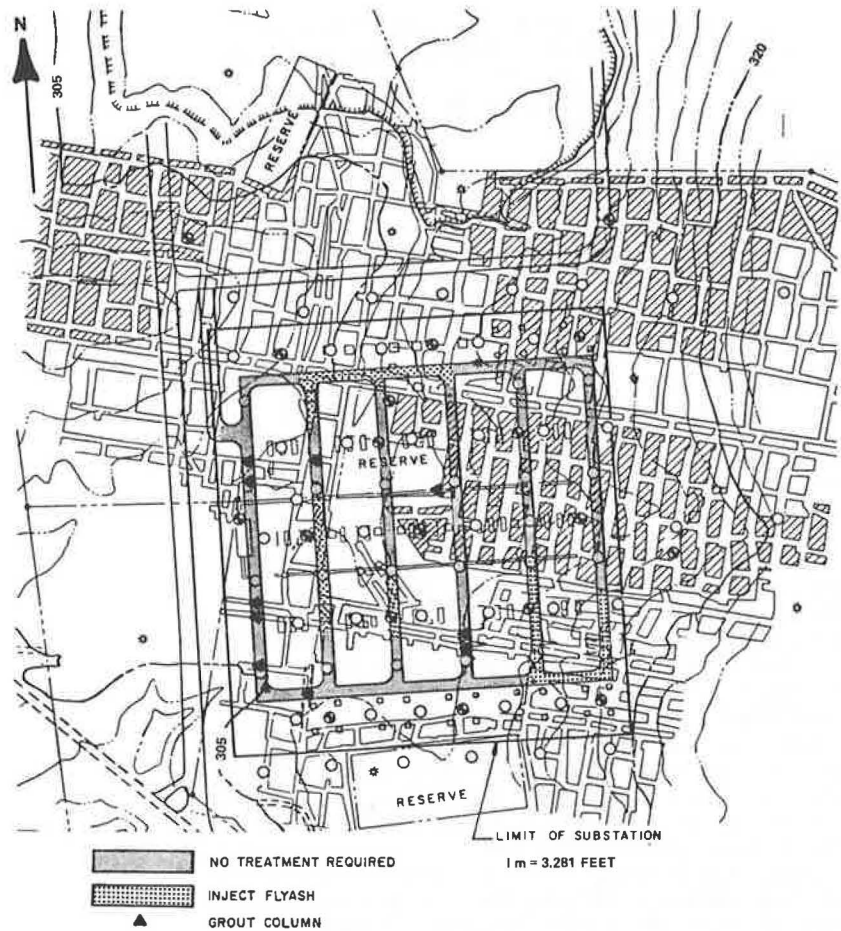 N
305
320
RESERVE
RESERVE
305
RESERVE
LIMIT OF SUBSTATION
1 m = 3.281 FEET
NO TREATMENT REQUIRED
INJECT FLYASH
GROUT COLUMN